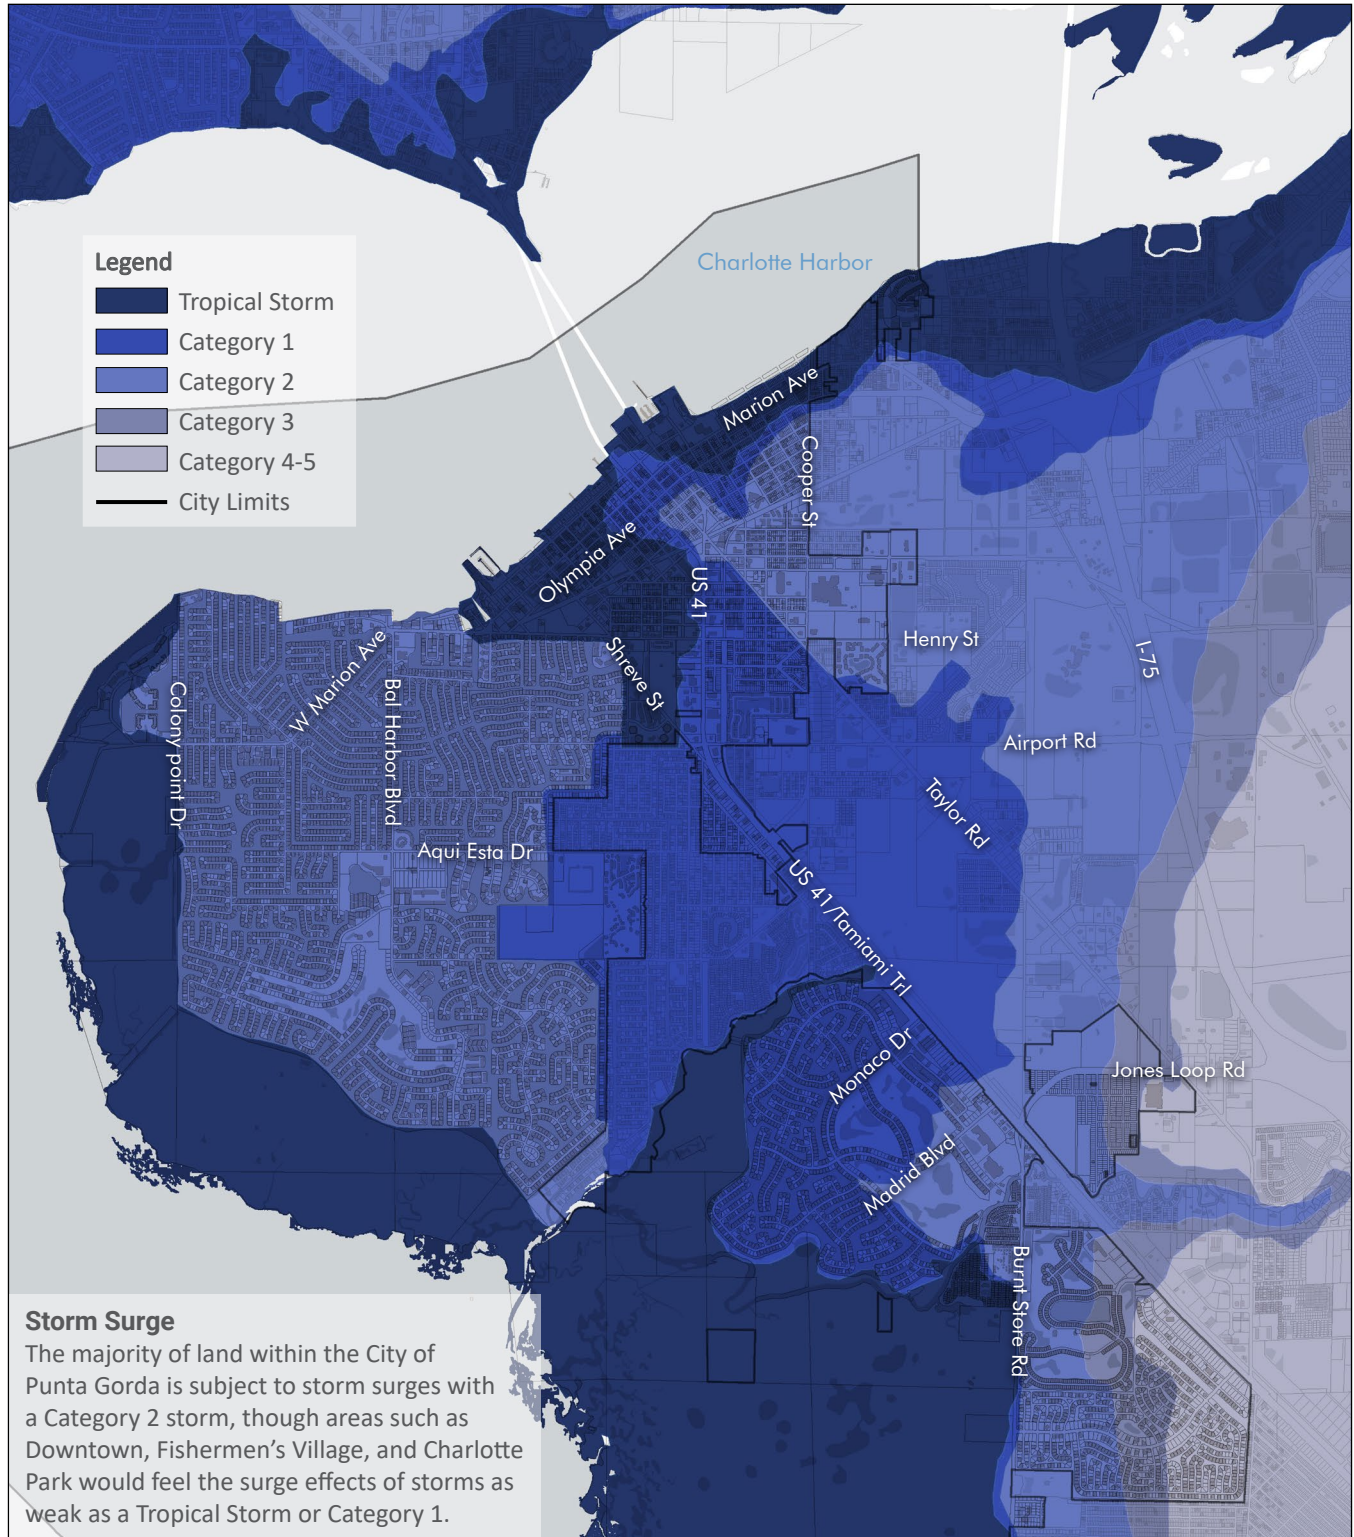 Charlotte Harbor
Legend
Tropical Storm
Category 1
Category 2
Category 3
Category 4-5
City Limits
Marion Ave
Cooper St
Olympia Ave
US 41
Shreve St
Henry St
I-75
W Marion Ave
Colony point Dr
Bal Harbor Blvd
Airport Rd
Taylor Rd
Aqui Esta Dr
US 41/Tamiami Trl
Monaco Dr
Jones Loop Rd
Madrid Blvd
Burnt Store Rd
Storm Surge
The majority of land within the City of
Punta Gorda is subject to storm surges with
a Category 2 storm, though areas such as
Downtown, Fishermen's Village, and Charlotte
Park would feel the surge effects of storms as
weak as a Tropical Storm or Category 1.